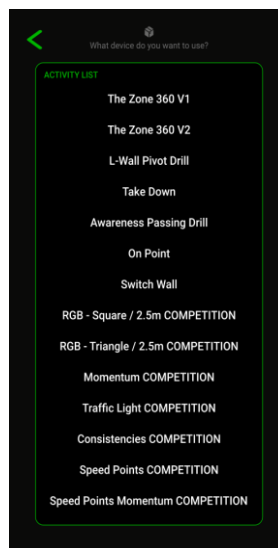 What device do you want to use?
ACTIVITY LIST
The Zone 360 V1
The Zone 360 V2
L-Wall Pivot Drill
Take Down
Awareness Passing Drill
On Point
Switch Wall
RGB - Square / 2.5m COMPETITION
RGB - Triangle / 2.5m COMPETITION
Momentum COMPETITION
Traffic Light COMPETITION
Consistencies COMPETITION
Speed Points COMPETITION
Speed Points Momentum COMPETITION